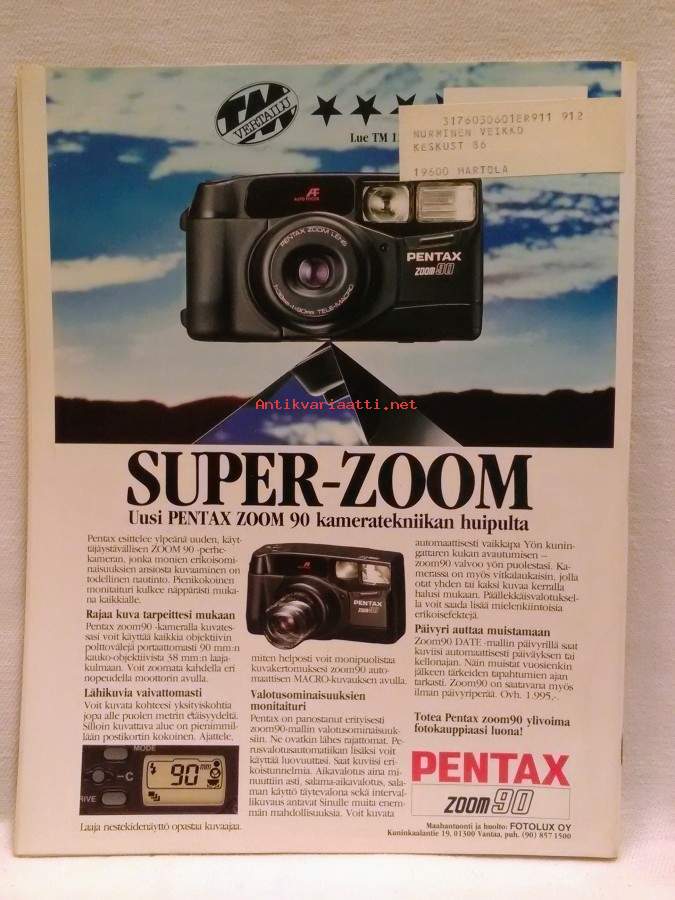 TM
VERTAILU
Lue TM
3176030601ER911 912
NURMINEN VEIKKO
KESKUST 86
19600 HARTOLA
AF
AUTO FOCUS
PENTAX ZOOM LENS
TELE-MACRO
PENTAX
ZOOM 90
Antikvariaatti.net
SUPER-ZOOM
Uusi PENTAX ZOOM 90 kameratekniikan huipulta
Pentax esittelee ylpeänä uuden, käyt-
täjäystävällisen ZOOM 90 -perhe-
kameran, jonka monien erikoisomi-
naisuuksien ansiosta kuvaaminen on
todellinen nautinto. Pienikokoinen
monitaituri kulkee näppärästi muka-
na kaikkialle.
Rajaa kuva tarpeittesi mukaan
Pentax zoom90 -kameralla kuvates-
sasi voit käyttää kaikkia objektiivin
polttovälejä portaattomasti 90 mm:n
kauko-objektiivista 38 mm:n laaja-
kulmaan. Voit zoomata kahdella eri
nopeudella moottorin avulla.
Lähikuvia vaivattomasti
Voit kuvata kohteesi yksityiskohtia
jopa alle puolen metrin etäisyydeltä.
Silloin kuvattava alue on pienimmil-
lään postikortin kokoinen. Ajattele,
MODE
C
DRIVE
90mm
Laaja nestekidenäyttö opastaa kuvaajaa.
AF
PENTAX
ZOOM 90
miten helposti voit monipuolistaa
kuvakertomuksesi zoom90 auto-
maattisen MACRO-kuvauksen avulla.
Valotusominaisuuksien
monitaituri
Pentax on panostanut erityisesti
zoom90-mallin valotusominaisuuk-
siin. Ne ovatkin lähes rajattomat. Pe-
rusvalotusautomatiikan lisäksi voit
käyttää luovuuttasi. Saat kuviisi eri-
koistunnelmia. Aikavalotus aina mi-
nuuttiin asti, salama-aikavalotus, sala-
man käyttö täytevalona sekä interval-
likuvaus antavat Sinulle muita enem-
män mahdollisuuksia. Voit kuvata
automaattisesti vaikkapa Yön kunin-
gattaren kukan avautumisen –
zoom90 valvoo yön puolestasi. Ka-
merassa on myös vitkalaukaisin, jolla
otat yhden tai kaksi kuvaa kerralla
halusi mukaan. Päällekkäisvalotuksel-
la voit saada lisää mielenkiintoisia
erikoisefektejä.
Päivyri auttaa muistamaan
Zoom90 DATE -mallin päivyrillä saat
kuviisi automaattisesti päiväyksen tai
kellonajan. Näin muistat vuosienkin
jälkeen tärkeiden tapahtumien ajan
tarkasti. Zoom90 on saatavana myös
ilman päivyriperää. Ovh. 1.995,-.
Totea Pentax zoom90 ylivoima
fotokauppiaasi luona!
PENTAX
ZOOM 90
Maahantuonti ja huolto: FOTOLUX OY
Kuninkaalantie 19, 01300 Vantaa, puh. (90) 857 1500